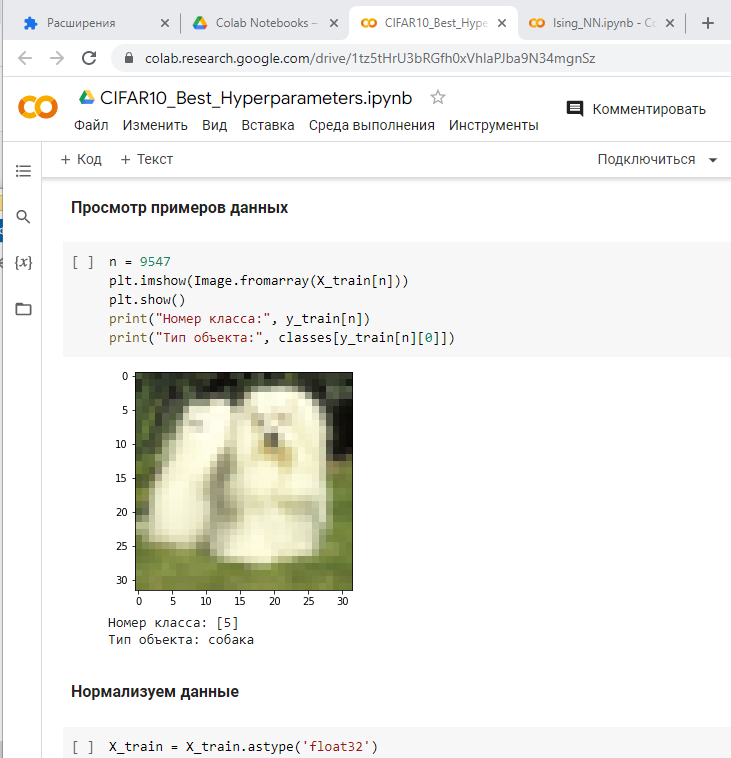 Расширения
Colab Notebooks –
CIFAR10_Best_Hype
Ising_NN.ipynb - Co
colab.research.google.com/drive/1tz5tHrU3bRGfh0xVhlaPJba9N34mgnSz
CIFAR10_Best_Hyperparameters.ipynb
Комментировать
Файл Изменить Вид Вставка Среда выполнения Инструменты
+ Код + Текст
Подключиться
Просмотр примеров данных
{x}
[ ] n = 9547
plt.imshow(Image.fromarray(X_train[n]))
plt.show()
print("Номер класса:", y_train[n])
print("Тип объекта:", classes[y_train[n][0]])
0
5
10
15
20
25
30
0 5 10 15 20 25 30
Номер класса: [5]
Тип объекта: собака
Нормализуем данные
[ ] X_train = X_train.astype('float32')